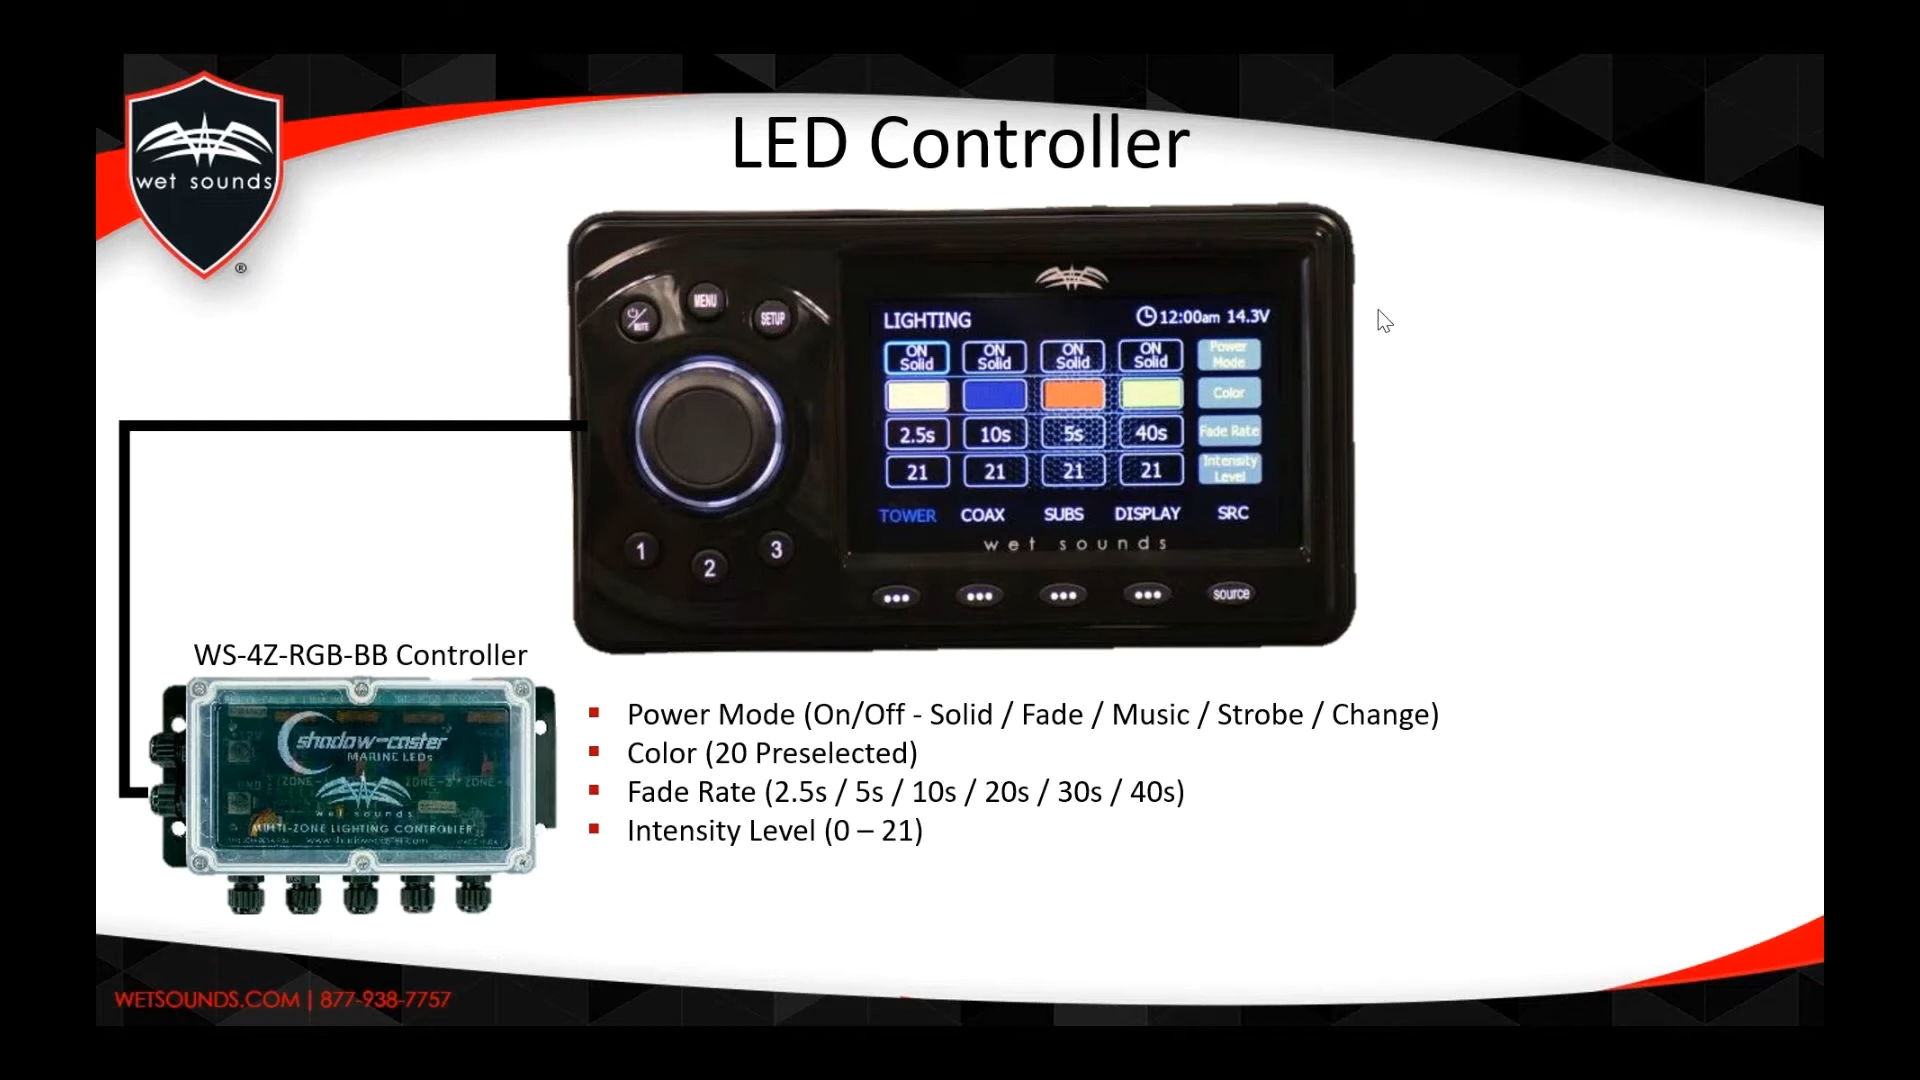 LED Controller
wet sounds
®
MENU
MUTE
SETUP
LIGHTING
12:00am 14.3V
ON Solid
ON Solid
ON Solid
ON Solid
Power Mode
Color
2.5s
10s
5s
40s
Fade Rate
21
21
21
21
Intensity Level
TOWER
COAX
SUBS
DISPLAY
SRC
wet sounds
1
2
3
source
WS-4Z-RGB-BB Controller
shadow-caster
MARINE LEDs
wet sounds
MULTI-ZONE LIGHTING CONTROLLER
Power Mode (On/Off - Solid / Fade / Music / Strobe / Change)
Color (20 Preselected)
Fade Rate (2.5s / 5s / 10s / 20s / 30s / 40s)
Intensity Level (0 – 21)
WETSOUNDS.COM | 877-938-7757